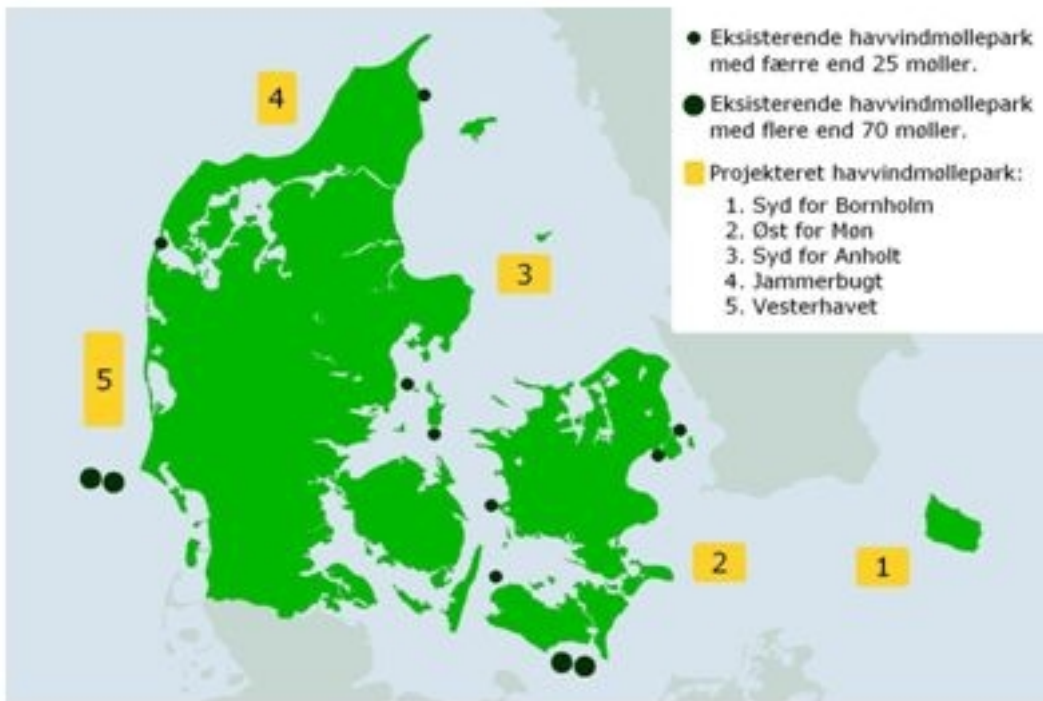 Eksisterende havvindmøllepark
med færre end 25 møller.
Eksisterende havvindmøllepark
med flere end 70 møller.
Projekteret havvindmøllepark:
1. Syd for Bornholm
2. Øst for Møn
3. Syd for Anholt
4. Jammerbugt
5. Vesterhavet
4
3
5
2
1